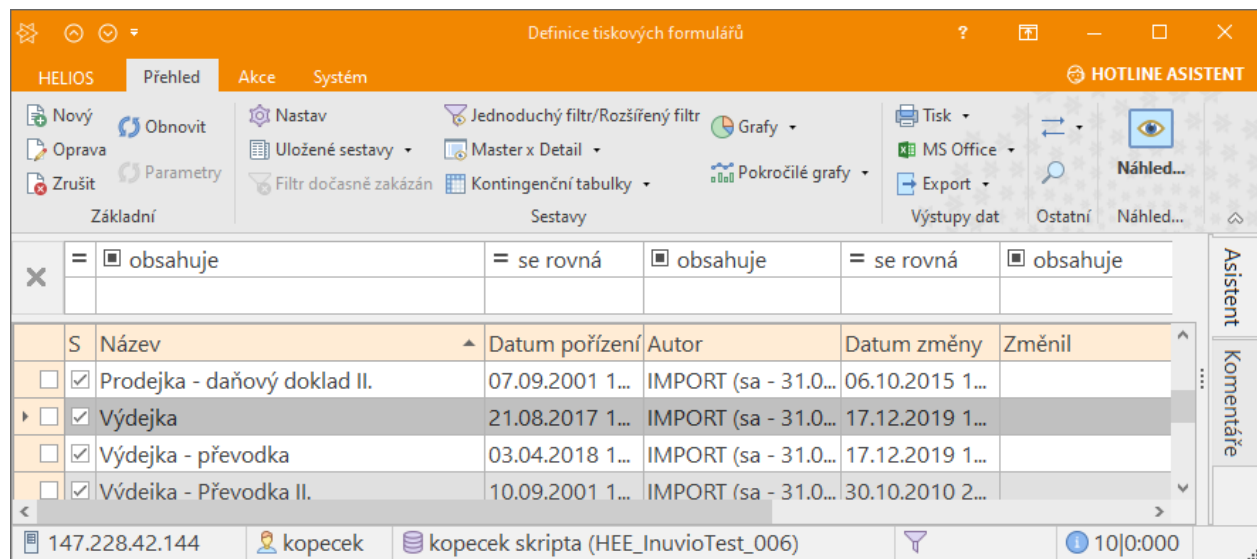 Definice tiskových formulářů ?
HELIOS Přehled Akce Systém HOTLINE ASISTENT
Nový Obnovit Nastav Jednoduchý filtr/Rozšířený filtr Grafy Tisk
Oprava Uložené sestavy Master x Detail MS Office
Zrušit Parametry Filtr dočasně zakázán Kontingenční tabulky Pokročilé grafy Export Náhled...
Základní Sestavy Výstupy dat Ostatní Náhled...
= obsahuje = se rovná obsahuje = se rovná obsahuje
S Název Datum pořízení Autor Datum změny Změnil
Prodejka - daňový doklad II. 07.09.2001 1... IMPORT (sa - 31.0... 06.10.2015 1...
Výdejka 21.08.2017 1... IMPORT (sa - 31.0... 17.12.2019 1...
Výdejka - převodka 03.04.2018 1... IMPORT (sa - 31.0... 17.12.2019 1...
Výdejka - Převodka II. 10.09.2001 1... IMPORT (sa - 31.0... 30.10.2010 2...
Asistent
Komentáře
147.228.42.144 kopecek kopecek skripta (HEE_InuvioTest_006) 10|0:000